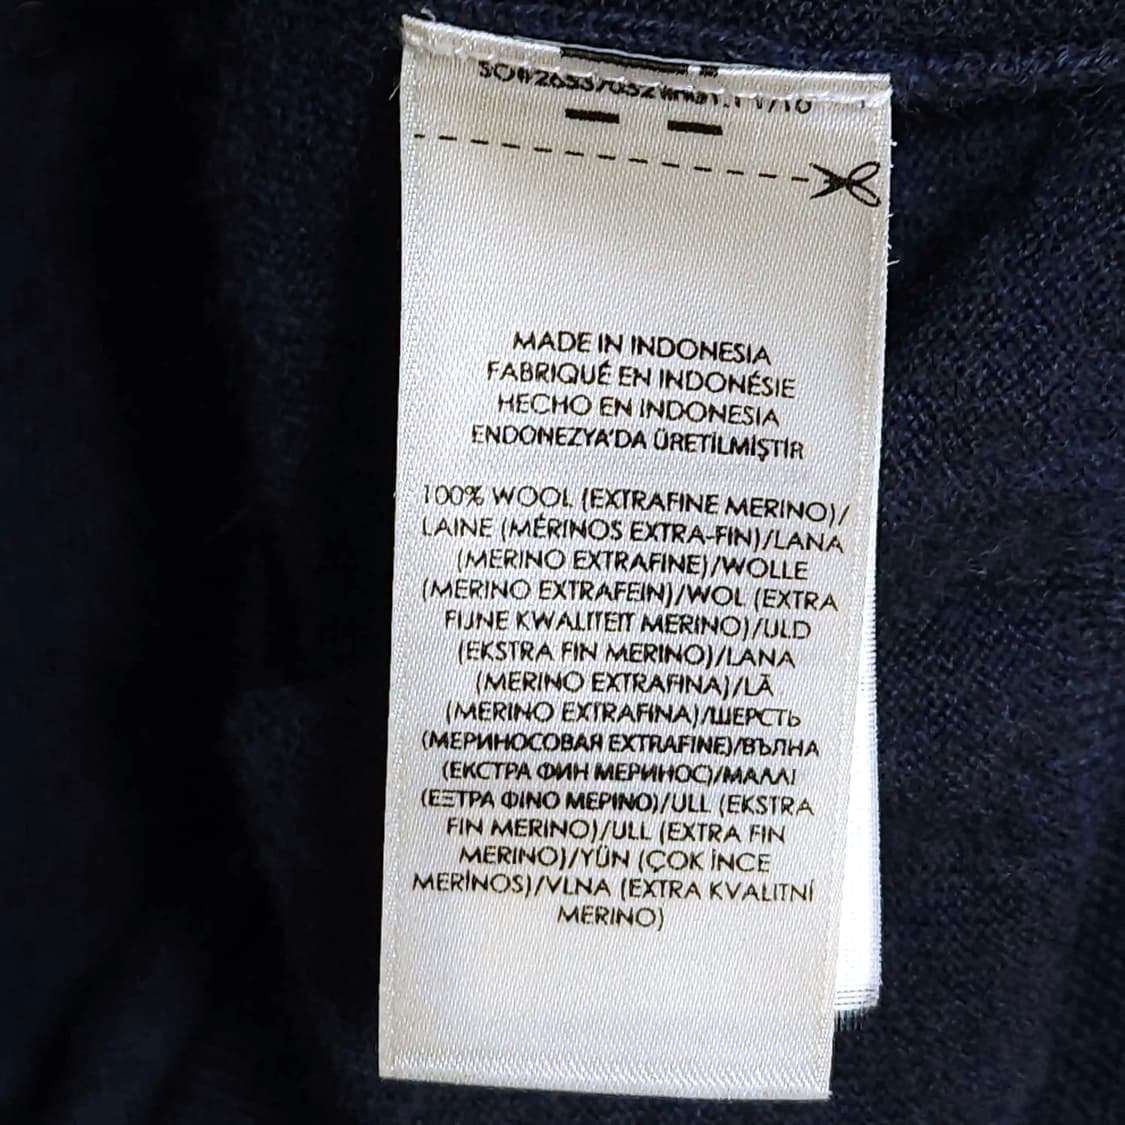 MADE IN INDONESIA
FABRIQUÉ EN INDONÉSIE
HECHO EN INDONESIA
ENDONEZYA'DA ÜRETİLMİŞTİR
100% WOOL (EXTRAFINE MERINO)/
LAINE (MÉRINOS EXTRA-FIN)/LANA
(MERINO EXTRAFINE)/WOLLE
(MERINO EXTRAFEIN)/WOL (EXTRA
FIJNE KWALITEIT MERINO)/ULD
(EKSTRA FIN MERINO)/LANA
(MERINO EXTRAFINA)/LÃ
(MERINO EXTRAFINA)/ШЕРСТЬ
(МЕРИНОСОВАЯ EXTRAFINE)/ВЪЛНА
(ЕКСТРА ФИН МЕРИНОС)/ΜΑΛΛΙ
(ΕΞΤΡΑ ΦΙΝΟ ΜΕΡΙΝΟ)/ULL (EKSTRA
FIN MERINO)/ULL (EXTRA FIN
MERINO)/YÜN (ÇOK İNCE
MERİNOS)/VLNA (EXTRA KVALITNÍ
MERINO)